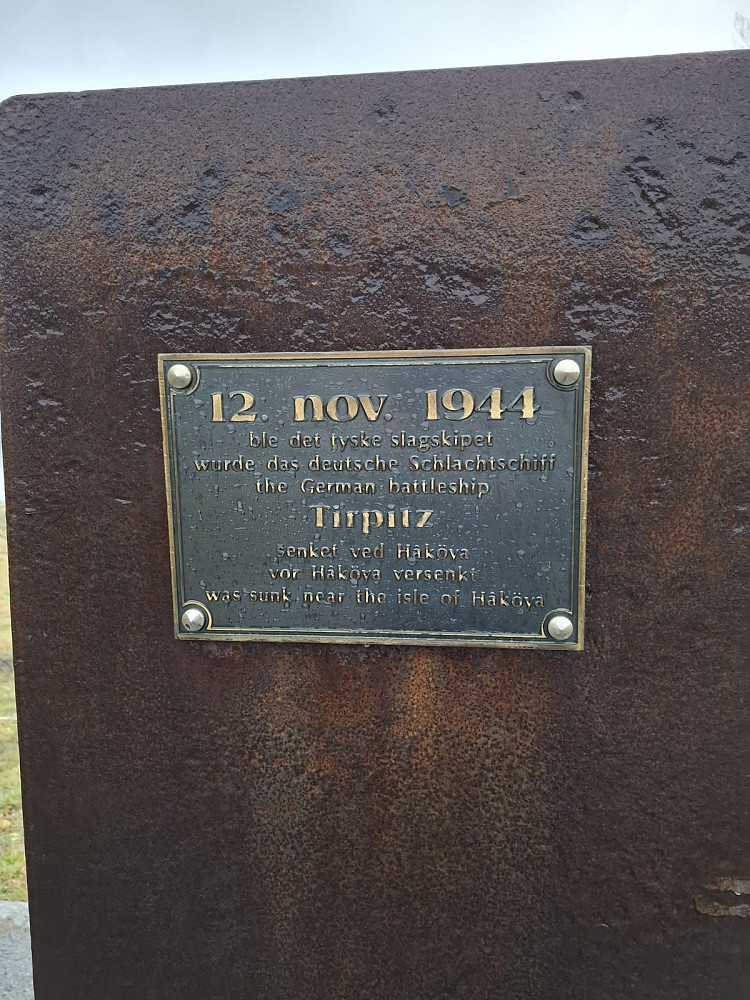 12. nov. 1944
ble det tyske slagskipet
wurde das deutsche Schlachtschiff
the German battleship
Tirpitz
senket ved Håköya
vor Håköya versenkt
was sunk near the isle of Håköya